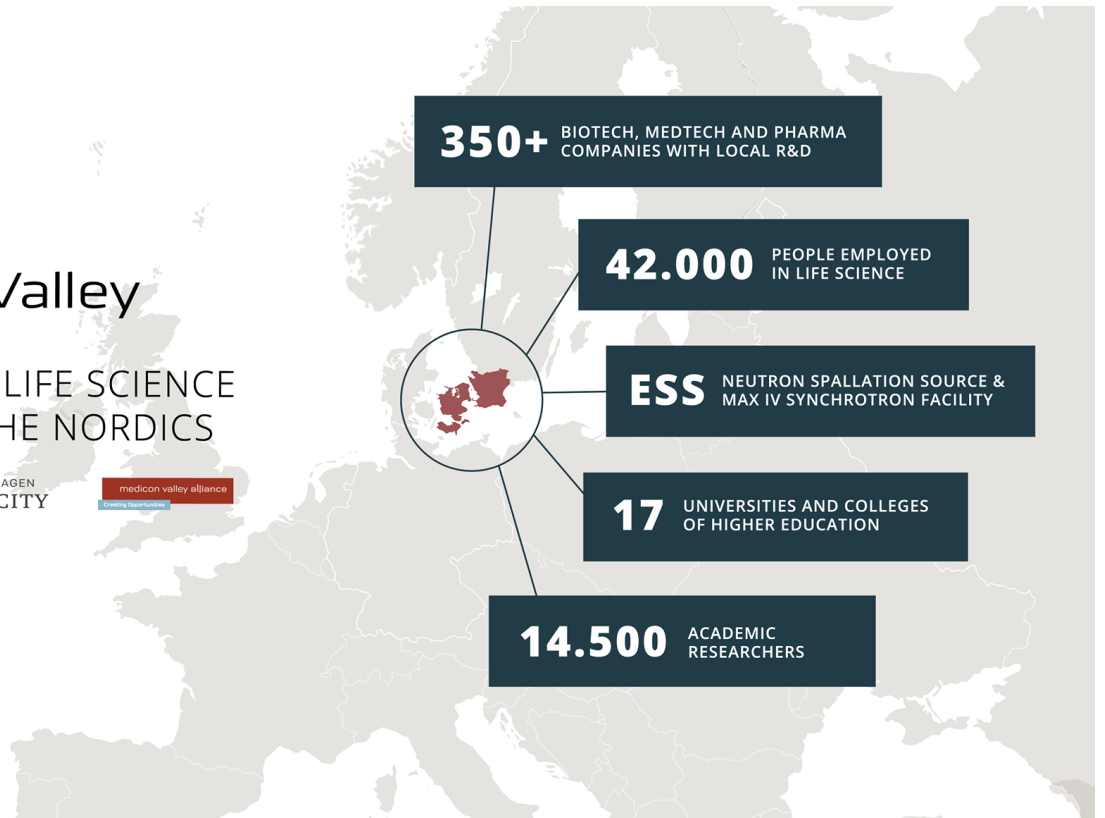 Valley
LIFE SCIENCE
HE NORDICS
AGEN
CITY
medicon valley alliance
Creating Opportunities
350+ BIOTECH, MEDTECH AND PHARMA
COMPANIES WITH LOCAL R&D
42.000 PEOPLE EMPLOYED
IN LIFE SCIENCE
ESS NEUTRON SPALLATION SOURCE &
MAX IV SYNCHROTRON FACILITY
17 UNIVERSITIES AND COLLEGES
OF HIGHER EDUCATION
14.500 ACADEMIC
RESEARCHERS